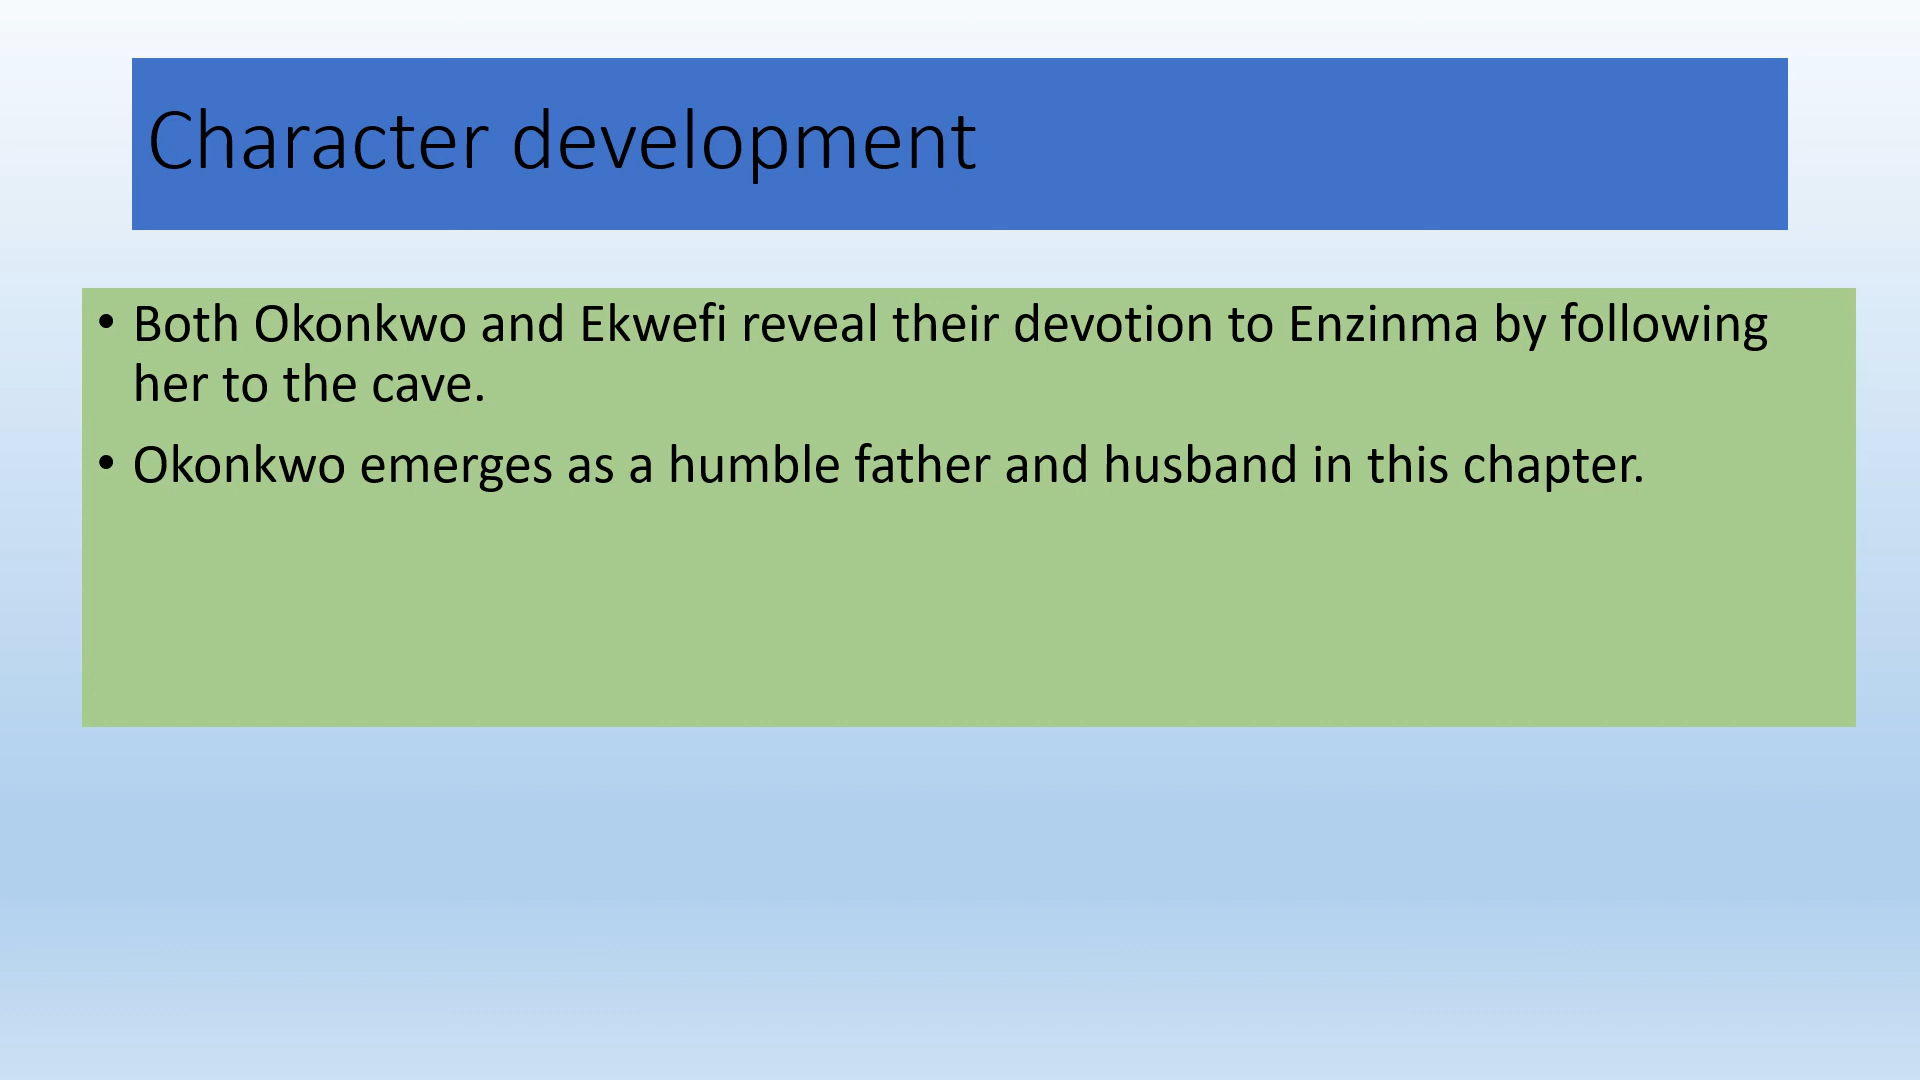 Character development
• Both Okonkwo and Ekwefi reveal their devotion to Enzinma by following
her to the cave.
• Okonkwo emerges as a humble father and husband in this chapter.